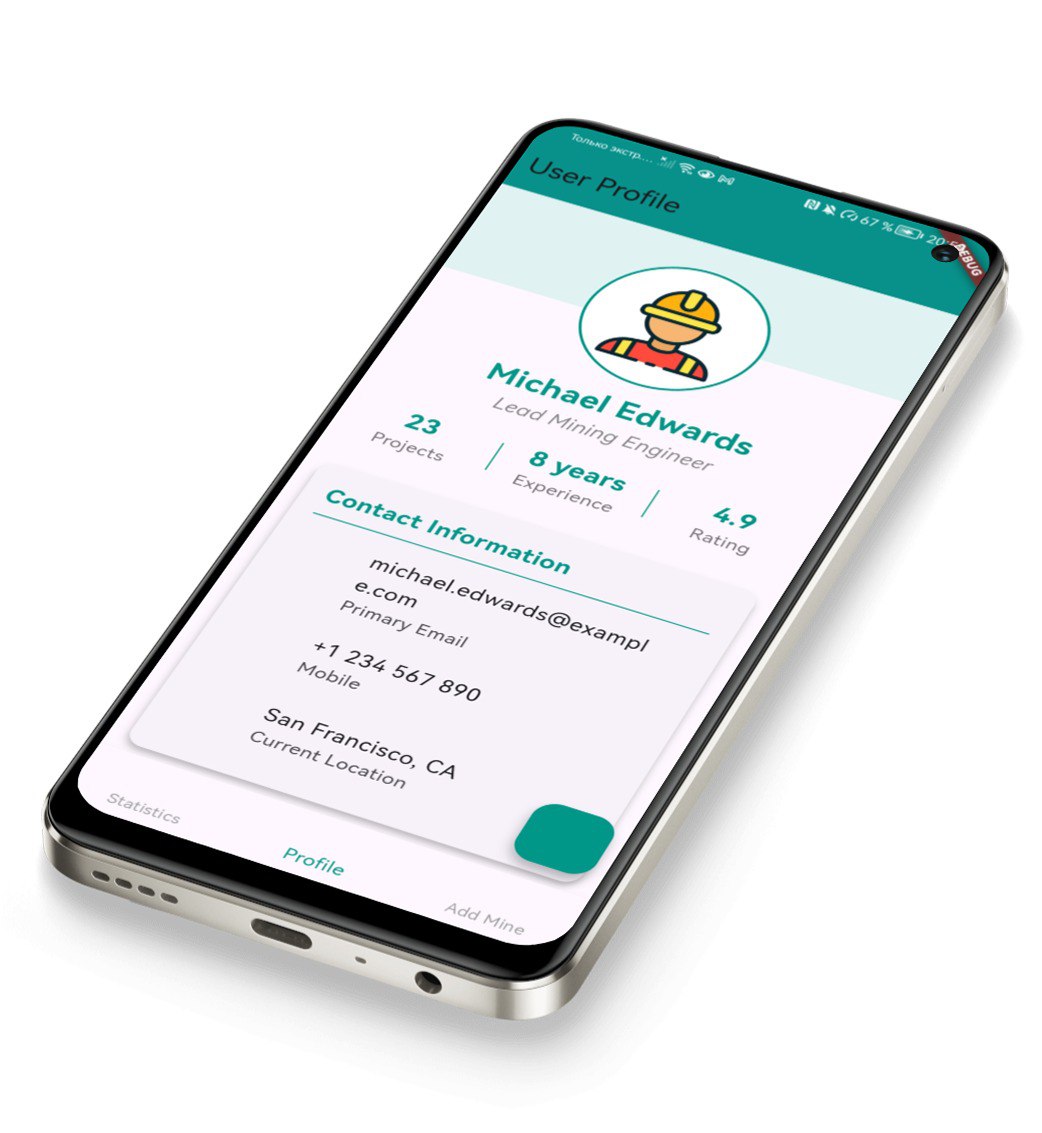 Только экстр....
67 %
User Profile
DEBUG
Michael Edwards
Lead Mining Engineer
23
Projects
8 years
Experience
4.9
Rating
Contact Information
michael.edwards@exampl
e.com
Primary Email
+1 234 567 890
Mobile
San Francisco, CA
Current Location
Statistics
Profile
Add Mine